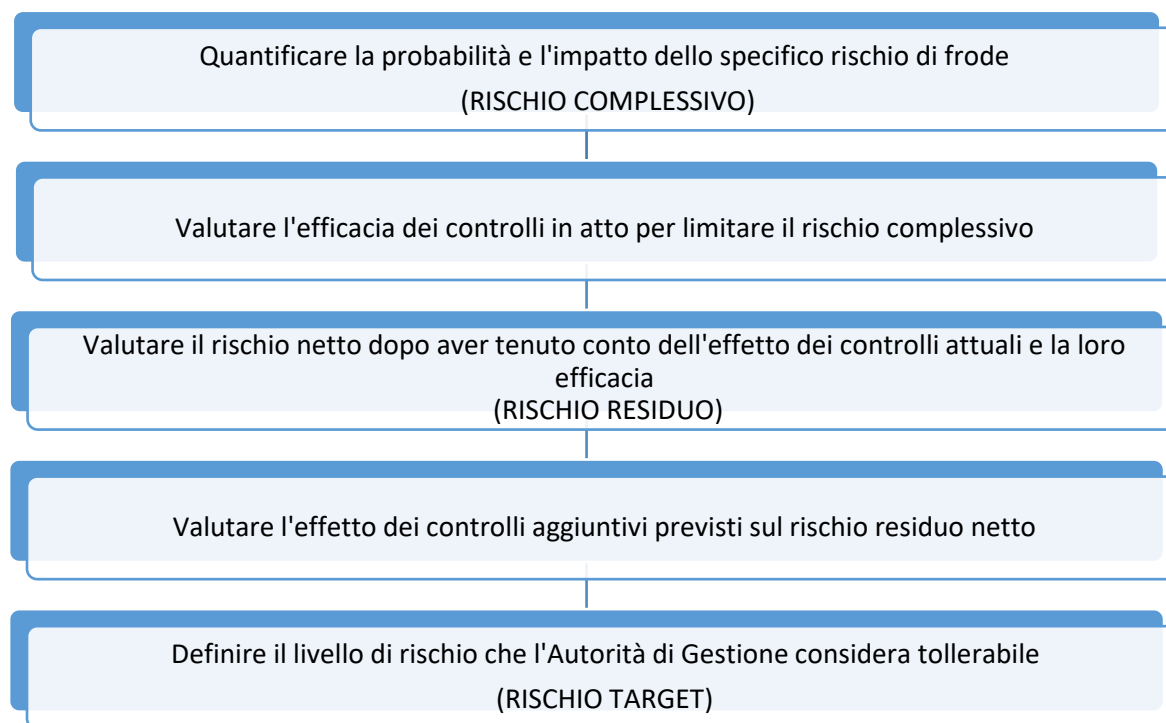 Quantificare la probabilità e l'impatto dello specifico rischio di frode
(RISCHIO COMPLESSIVO)
Valutare l'efficacia dei controlli in atto per limitare il rischio complessivo
Valutare il rischio netto dopo aver tenuto conto dell'effetto dei controlli attuali e la loro
efficacia
(RISCHIO RESIDUO)
Valutare l'effetto dei controlli aggiuntivi previsti sul rischio residuo netto
Definire il livello di rischio che l'Autorità di Gestione considera tollerabile
(RISCHIO TARGET)